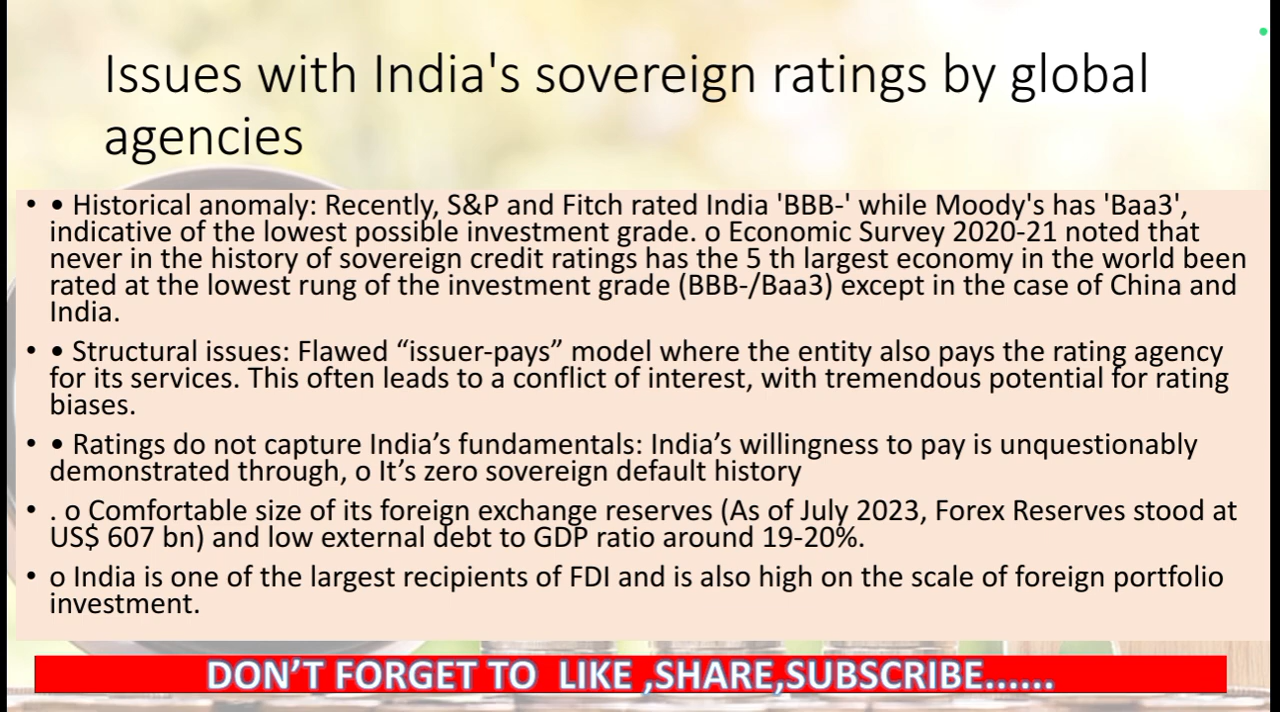 Issues with India's sovereign ratings by global
agencies
• • Historical anomaly: Recently, S&P and Fitch rated India 'BBB-' while Moody's has 'Baa3',
indicative of the lowest possible investment grade. o Economic Survey 2020-21 noted that
never in the history of sovereign credit ratings has the 5 th largest economy in the world been
rated at the lowest rung of the investment grade (BBB-/Baa3) except in the case of China and
India.
• • Structural issues: Flawed “issuer-pays” model where the entity also pays the rating agency
for its services. This often leads to a conflict of interest, with tremendous potential for rating
biases.
• • Ratings do not capture India’s fundamentals: India’s willingness to pay is unquestionably
demonstrated through, o It’s zero sovereign default history
• . o Comfortable size of its foreign exchange reserves (As of July 2023, Forex Reserves stood at
US$ 607 bn) and low external debt to GDP ratio around 19-20%.
• o India is one of the largest recipients of FDI and is also high on the scale of foreign portfolio
investment.
DON’T FORGET TO LIKE ,SHARE,SUBSCRIBE......